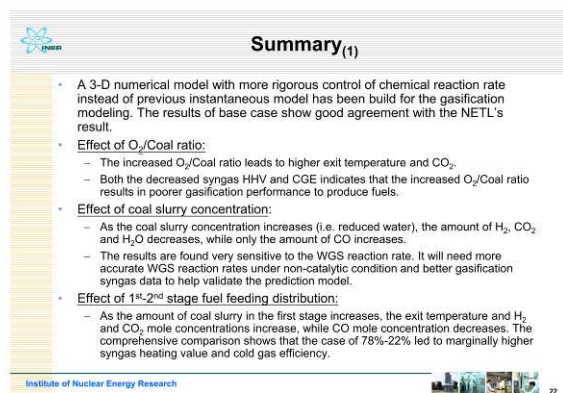 INER
Summary(1)
• A 3-D numerical model with more rigorous control of chemical reaction rate
instead of previous instantaneous model has been build for the gasification
modeling. The results of base case show good agreement with the NETL's
result.
• Effect of O2/Coal ratio:
– The increased O2/Coal ratio leads to higher exit temperature and CO2.
– Both the decreased syngas HHV and CGE indicates that the increased O2/Coal ratio
results in poorer gasification performance to produce fuels.
• Effect of coal slurry concentration:
– As the coal slurry concentration increases (i.e. reduced water), the amount of H2, CO2
and H2O decreases, while only the amount of CO increases.
– The results are found very sensitive to the WGS reaction rate. It will need more
accurate WGS reaction rates under non-catalytic condition and better gasification
syngas data to help validate the prediction model.
• Effect of 1st-2nd stage fuel feeding distribution:
– As the amount of coal slurry in the first stage increases, the exit temperature and H2
and CO2 mole concentrations increase, while CO mole concentration decreases. The
comprehensive comparison shows that the case of 78%-22% led to marginally higher
syngas heating value and cold gas efficiency.
Institute of Nuclear Energy Research
22